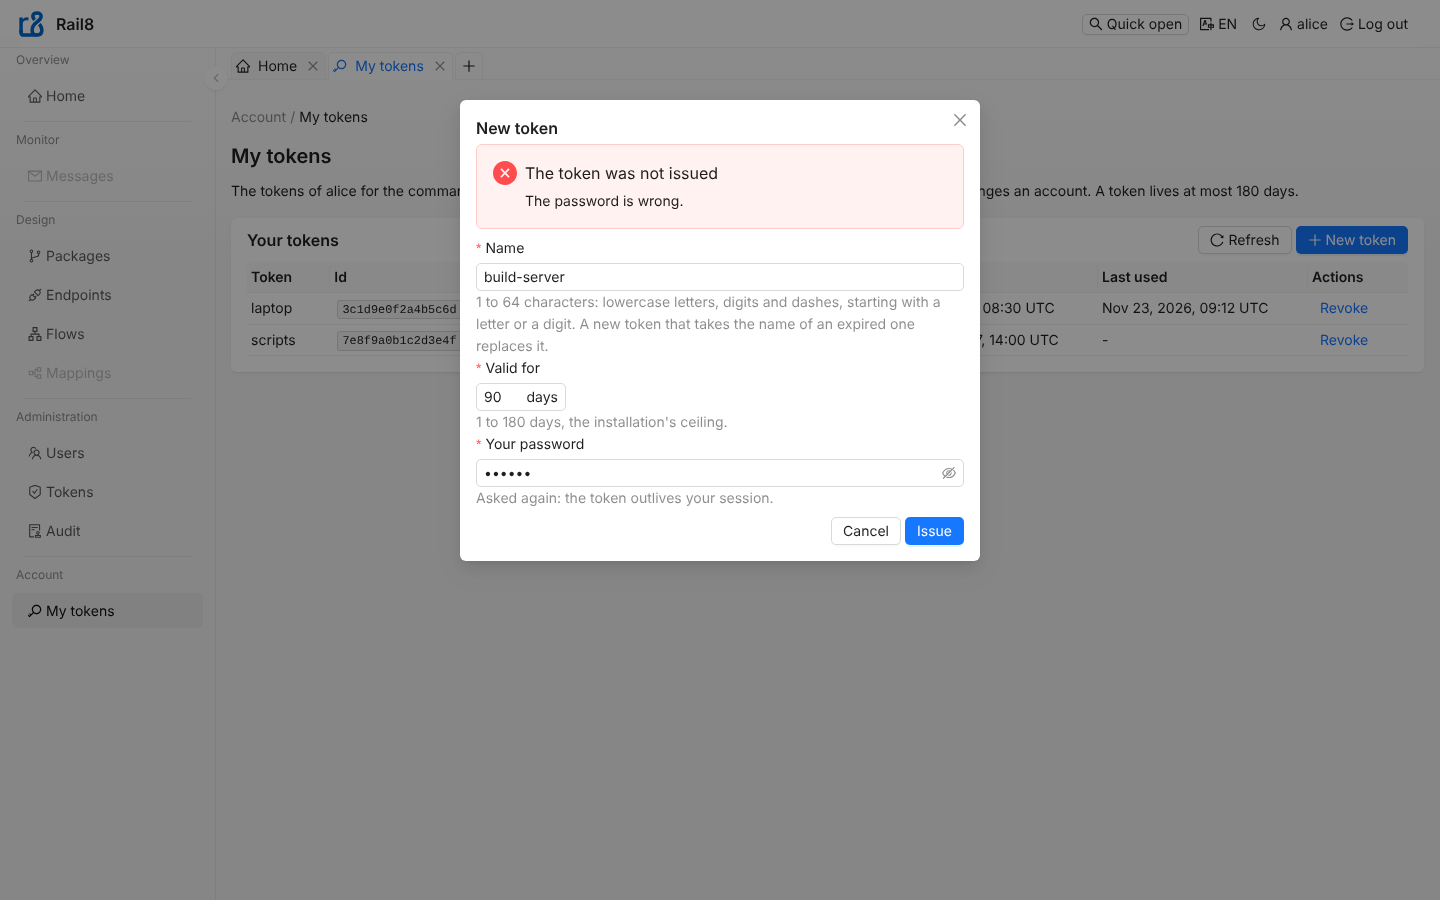 r8 Rail8
Quick open
EN
alice
Log out
Overview
Home
Monitor
Messages
Design
Packages
Endpoints
Flows
Mappings
Administration
Users
Tokens
Audit
Account
My tokens
Home
My tokens
Account / My tokens
My tokens
The tokens of alice for the comman
nges an account. A token lives at most 180 days.
Your tokens
Refresh
New token
Token Id Last used Actions
laptop 3c1d9e0f2a4b5c6d 08:30 UTC Nov 23, 2026, 09:12 UTC Revoke
scripts 7e8f9a0b1c2d3e4f 7, 14:00 UTC - Revoke
New token
The token was not issued
The password is wrong.
* Name
build-server
1 to 64 characters: lowercase letters, digits and dashes, starting with a
letter or a digit. A new token that takes the name of an expired one
replaces it.
* Valid for
90 days
1 to 180 days, the installation's ceiling.
* Your password
••••••
Asked again: the token outlives your session.
Cancel
Issue